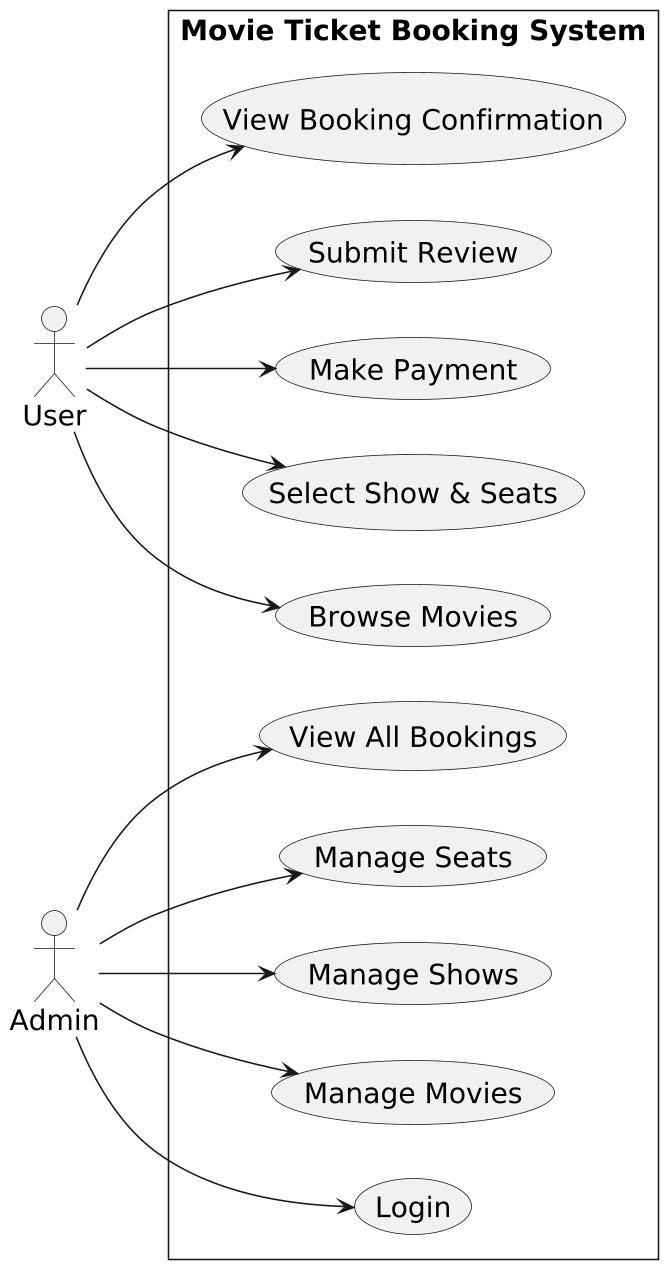 Movie Ticket Booking System
View Booking Confirmation
Submit Review
Make Payment
User
Select Show & Seats
Browse Movies
View All Bookings
Manage Seats
Manage Shows
Admin
Manage Movies
Login